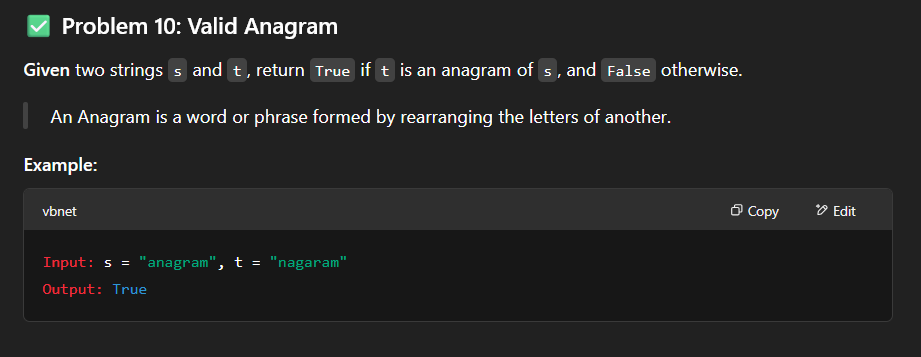 ✅ Problem 10: Valid Anagram
Given two strings s and t, return True if t is an anagram of s, and False otherwise.
An Anagram is a word or phrase formed by rearranging the letters of another.
Example:
vbnet Copy Edit
Input: s = "anagram", t = "nagaram"
Output: True